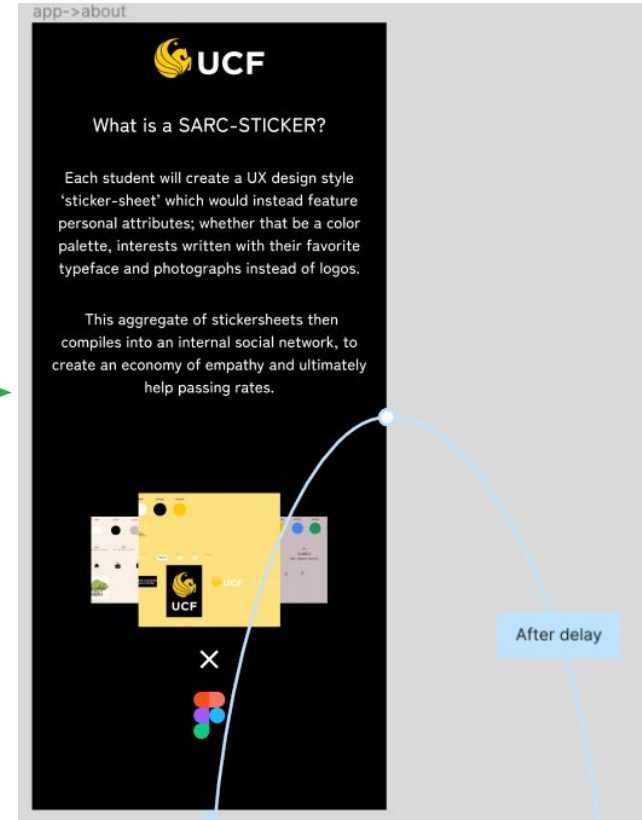 app->about
UCF
What is a SARC-STICKER?
Each student will create a UX design style
‘sticker-sheet’ which would instead feature
personal attributes; whether that be a color
palette, interests written with their favorite
typeface and photographs instead of logos.
This aggregate of stickersheets then
compiles into an internal social network, to
create an economy of empathy and ultimately
help passing rates.
UCF
UCF
After delay